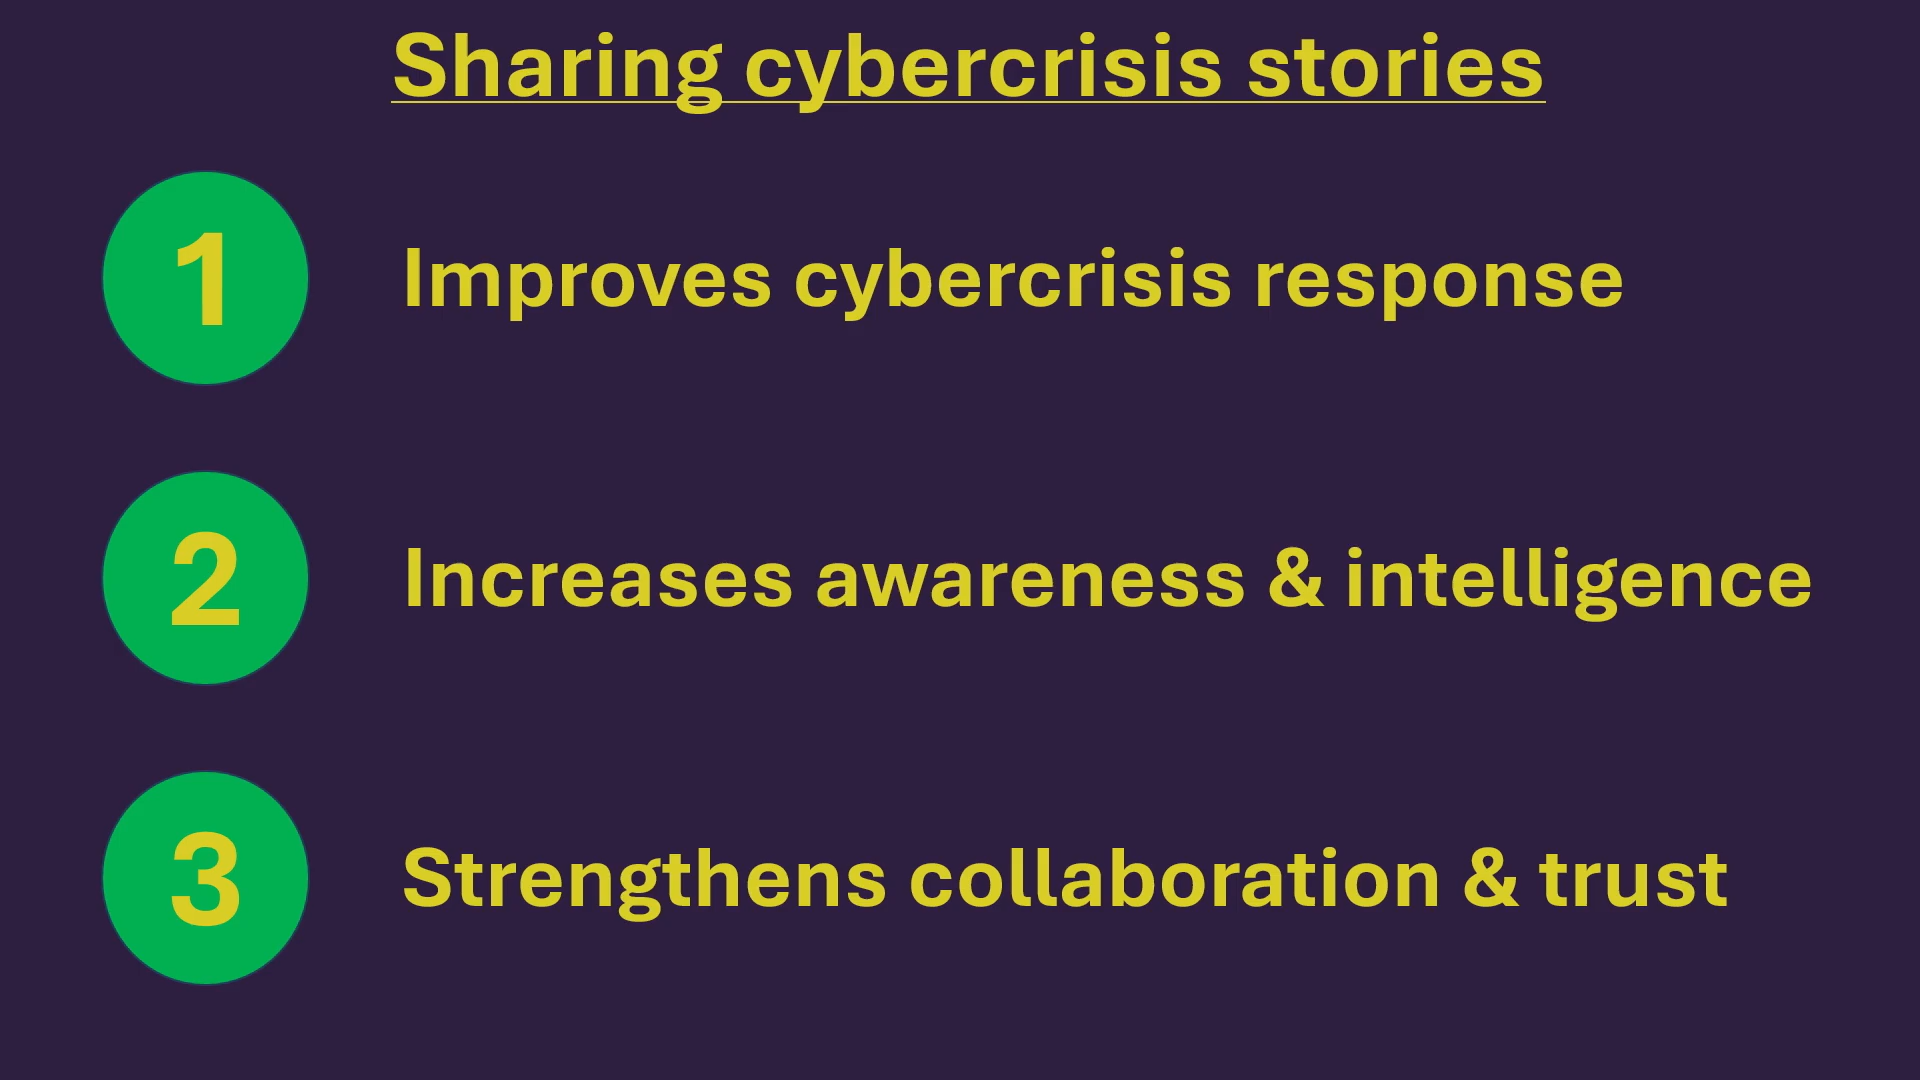 Sharing cybercrisis stories
1
Improves cybercrisis response
2
Increases awareness & intelligence
3
Strengthens collaboration & trust